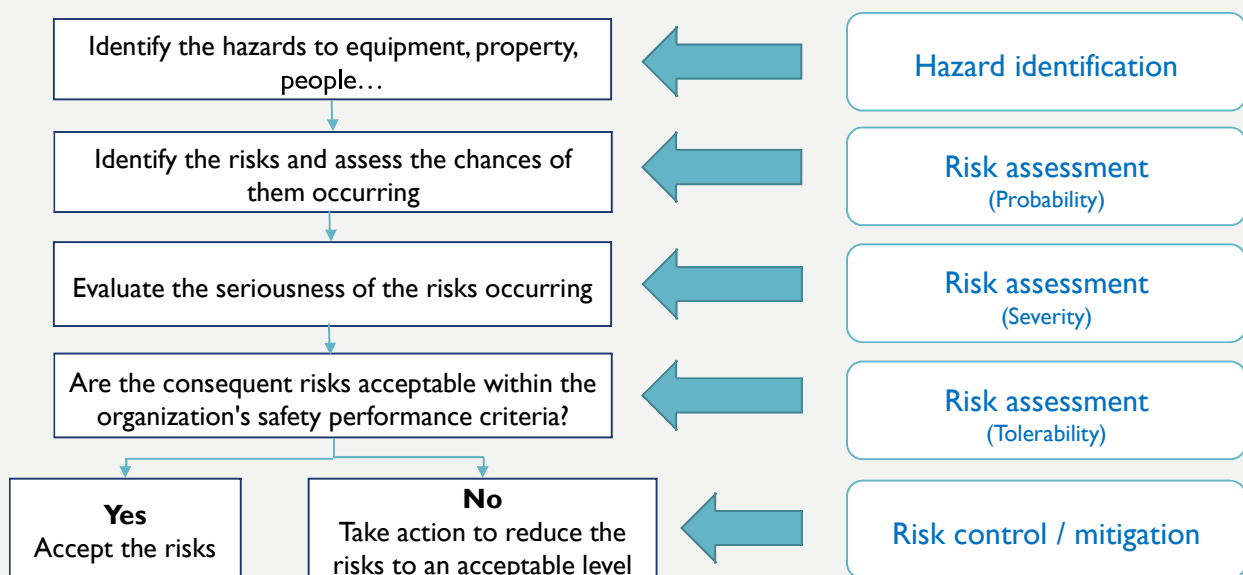 Identify the hazards to equipment, property,
people…
Hazard identification
Identify the risks and assess the chances of
them occurring
Risk assessment
(Probability)
Evaluate the seriousness of the risks occurring
Risk assessment
(Severity)
Are the consequent risks acceptable within the
organization's safety performance criteria?
Risk assessment
(Tolerability)
Yes
Accept the risks
No
Take action to reduce the
risks to an acceptable level
Risk control / mitigation